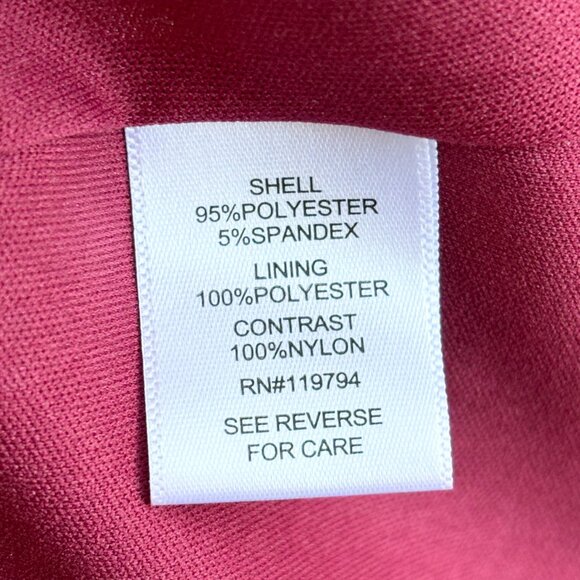 SHELL
95%POLYESTER
5%SPANDEX
LINING
100%POLYESTER
CONTRAST
100%NYLON
RN#119794
SEE REVERSE
FOR CARE